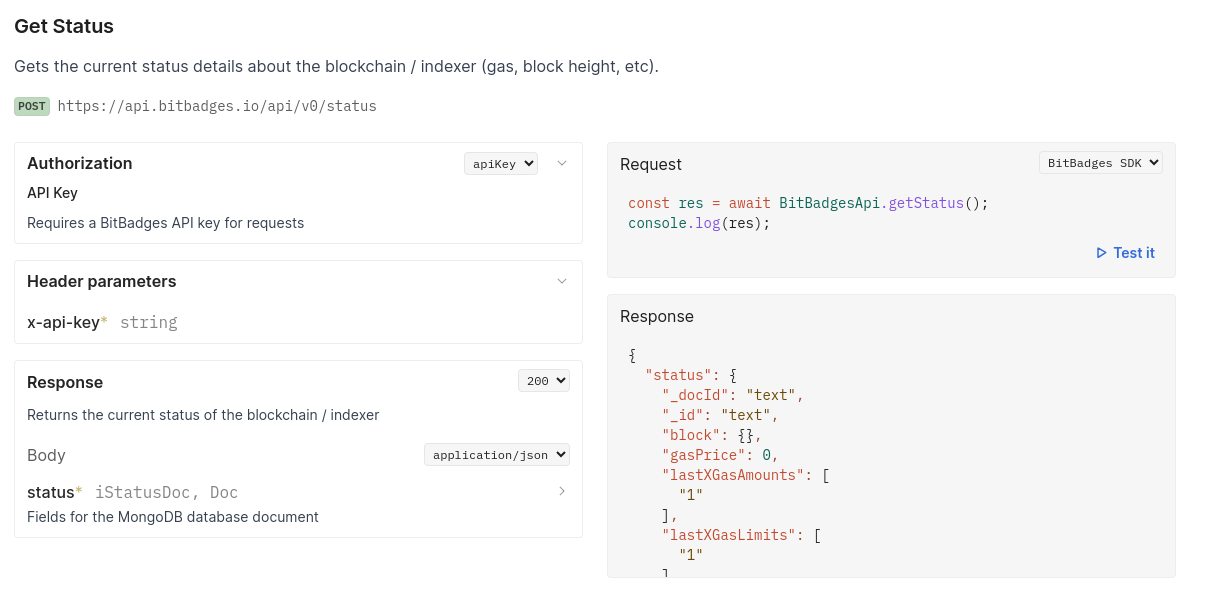 Get Status
Gets the current status details about the blockchain / indexer (gas, block height, etc).
POST https://api.bitbadges.io/api/v0/status
Authorization
apiKey
API Key
Requires a BitBadges API key for requests
Header parameters
x-api-key* string
Response
200
Returns the current status of the blockchain / indexer
Body
application/json
status* iStatusDoc, Doc
Fields for the MongoDB database document
Request
BitBadges SDK
const res = await BitBadgesApi.getStatus();
console.log(res);
Test it
Response
{
"status": {
"_docId": "text",
"_id": "text",
"block": {},
"gasPrice": 0,
"lastXGasAmounts": [
"1"
],
"lastXGasLimits": [
"1"
]